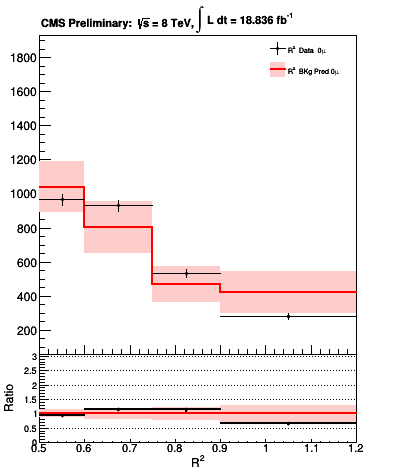 CMS Preliminary: √s = 8 TeV, ∫ L dt = 18.836 fb⁻¹
R² Data 0μ
R² BKg Pred 0μ
1800
1600
1400
1200
1000
800
600
400
200
3
2.5
2
1.5
1
0.5
0
Ratio
0.5 0.6 0.7 0.8 0.9 1 1.1 1.2
R²